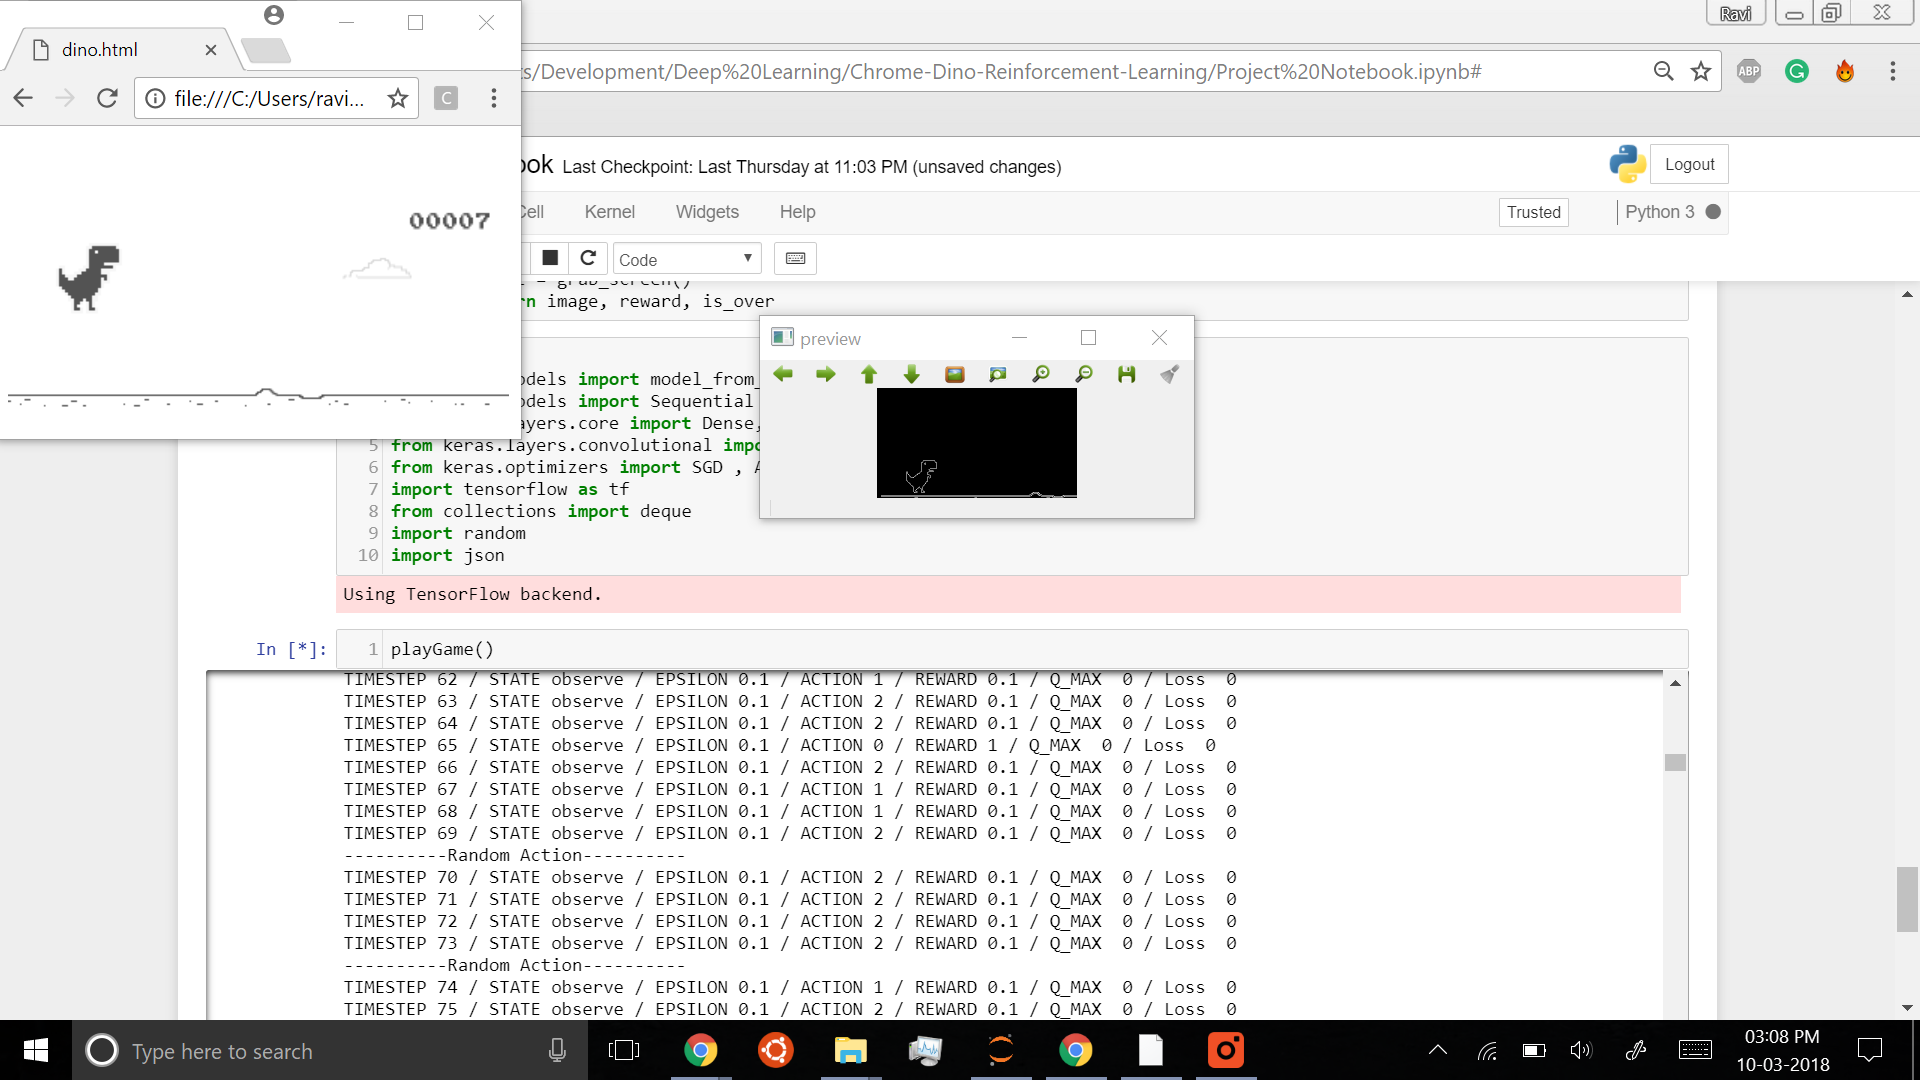 dino.html
file:///C:/Users/ravi...
C
00007
Ravi
/Development/Deep%20Learning/Chrome-Dino-Reinforcement-Learning/Project%20Notebook.ipynb#
ABP
Last Checkpoint: Last Thursday at 11:03 PM (unsaved changes)
Logout
Kernel
Widgets
Help
Trusted
Python 3
Code
= grab_screen()
image, reward, is_over
preview
import model_from_
import Sequential
import Dense,
5 from keras.layers.convolutional impo
6 from keras.optimizers import SGD , A
7 import tensorflow as tf
8 from collections import deque
9 import random
10 import json
Using TensorFlow backend.
In [*]:
1 playGame()
TIMESTEP 62 / STATE observe / EPSILON 0.1 / ACTION 1 / REWARD 0.1 / Q_MAX  0 / Loss  0
TIMESTEP 63 / STATE observe / EPSILON 0.1 / ACTION 2 / REWARD 0.1 / Q_MAX  0 / Loss  0
TIMESTEP 64 / STATE observe / EPSILON 0.1 / ACTION 2 / REWARD 0.1 / Q_MAX  0 / Loss  0
TIMESTEP 65 / STATE observe / EPSILON 0.1 / ACTION 0 / REWARD 1 / Q_MAX  0 / Loss  0
TIMESTEP 66 / STATE observe / EPSILON 0.1 / ACTION 2 / REWARD 0.1 / Q_MAX  0 / Loss  0
TIMESTEP 67 / STATE observe / EPSILON 0.1 / ACTION 1 / REWARD 0.1 / Q_MAX  0 / Loss  0
TIMESTEP 68 / STATE observe / EPSILON 0.1 / ACTION 1 / REWARD 0.1 / Q_MAX  0 / Loss  0
TIMESTEP 69 / STATE observe / EPSILON 0.1 / ACTION 2 / REWARD 0.1 / Q_MAX  0 / Loss  0
----------Random Action----------
TIMESTEP 70 / STATE observe / EPSILON 0.1 / ACTION 2 / REWARD 0.1 / Q_MAX  0 / Loss  0
TIMESTEP 71 / STATE observe / EPSILON 0.1 / ACTION 2 / REWARD 0.1 / Q_MAX  0 / Loss  0
TIMESTEP 72 / STATE observe / EPSILON 0.1 / ACTION 2 / REWARD 0.1 / Q_MAX  0 / Loss  0
TIMESTEP 73 / STATE observe / EPSILON 0.1 / ACTION 2 / REWARD 0.1 / Q_MAX  0 / Loss  0
----------Random Action----------
TIMESTEP 74 / STATE observe / EPSILON 0.1 / ACTION 1 / REWARD 0.1 / Q_MAX  0 / Loss  0
TIMESTEP 75 / STATE observe / EPSILON 0.1 / ACTION 2 / REWARD 0.1 / Q_MAX  0 / Loss  0
Type here to search
03:08 PM
10-03-2018